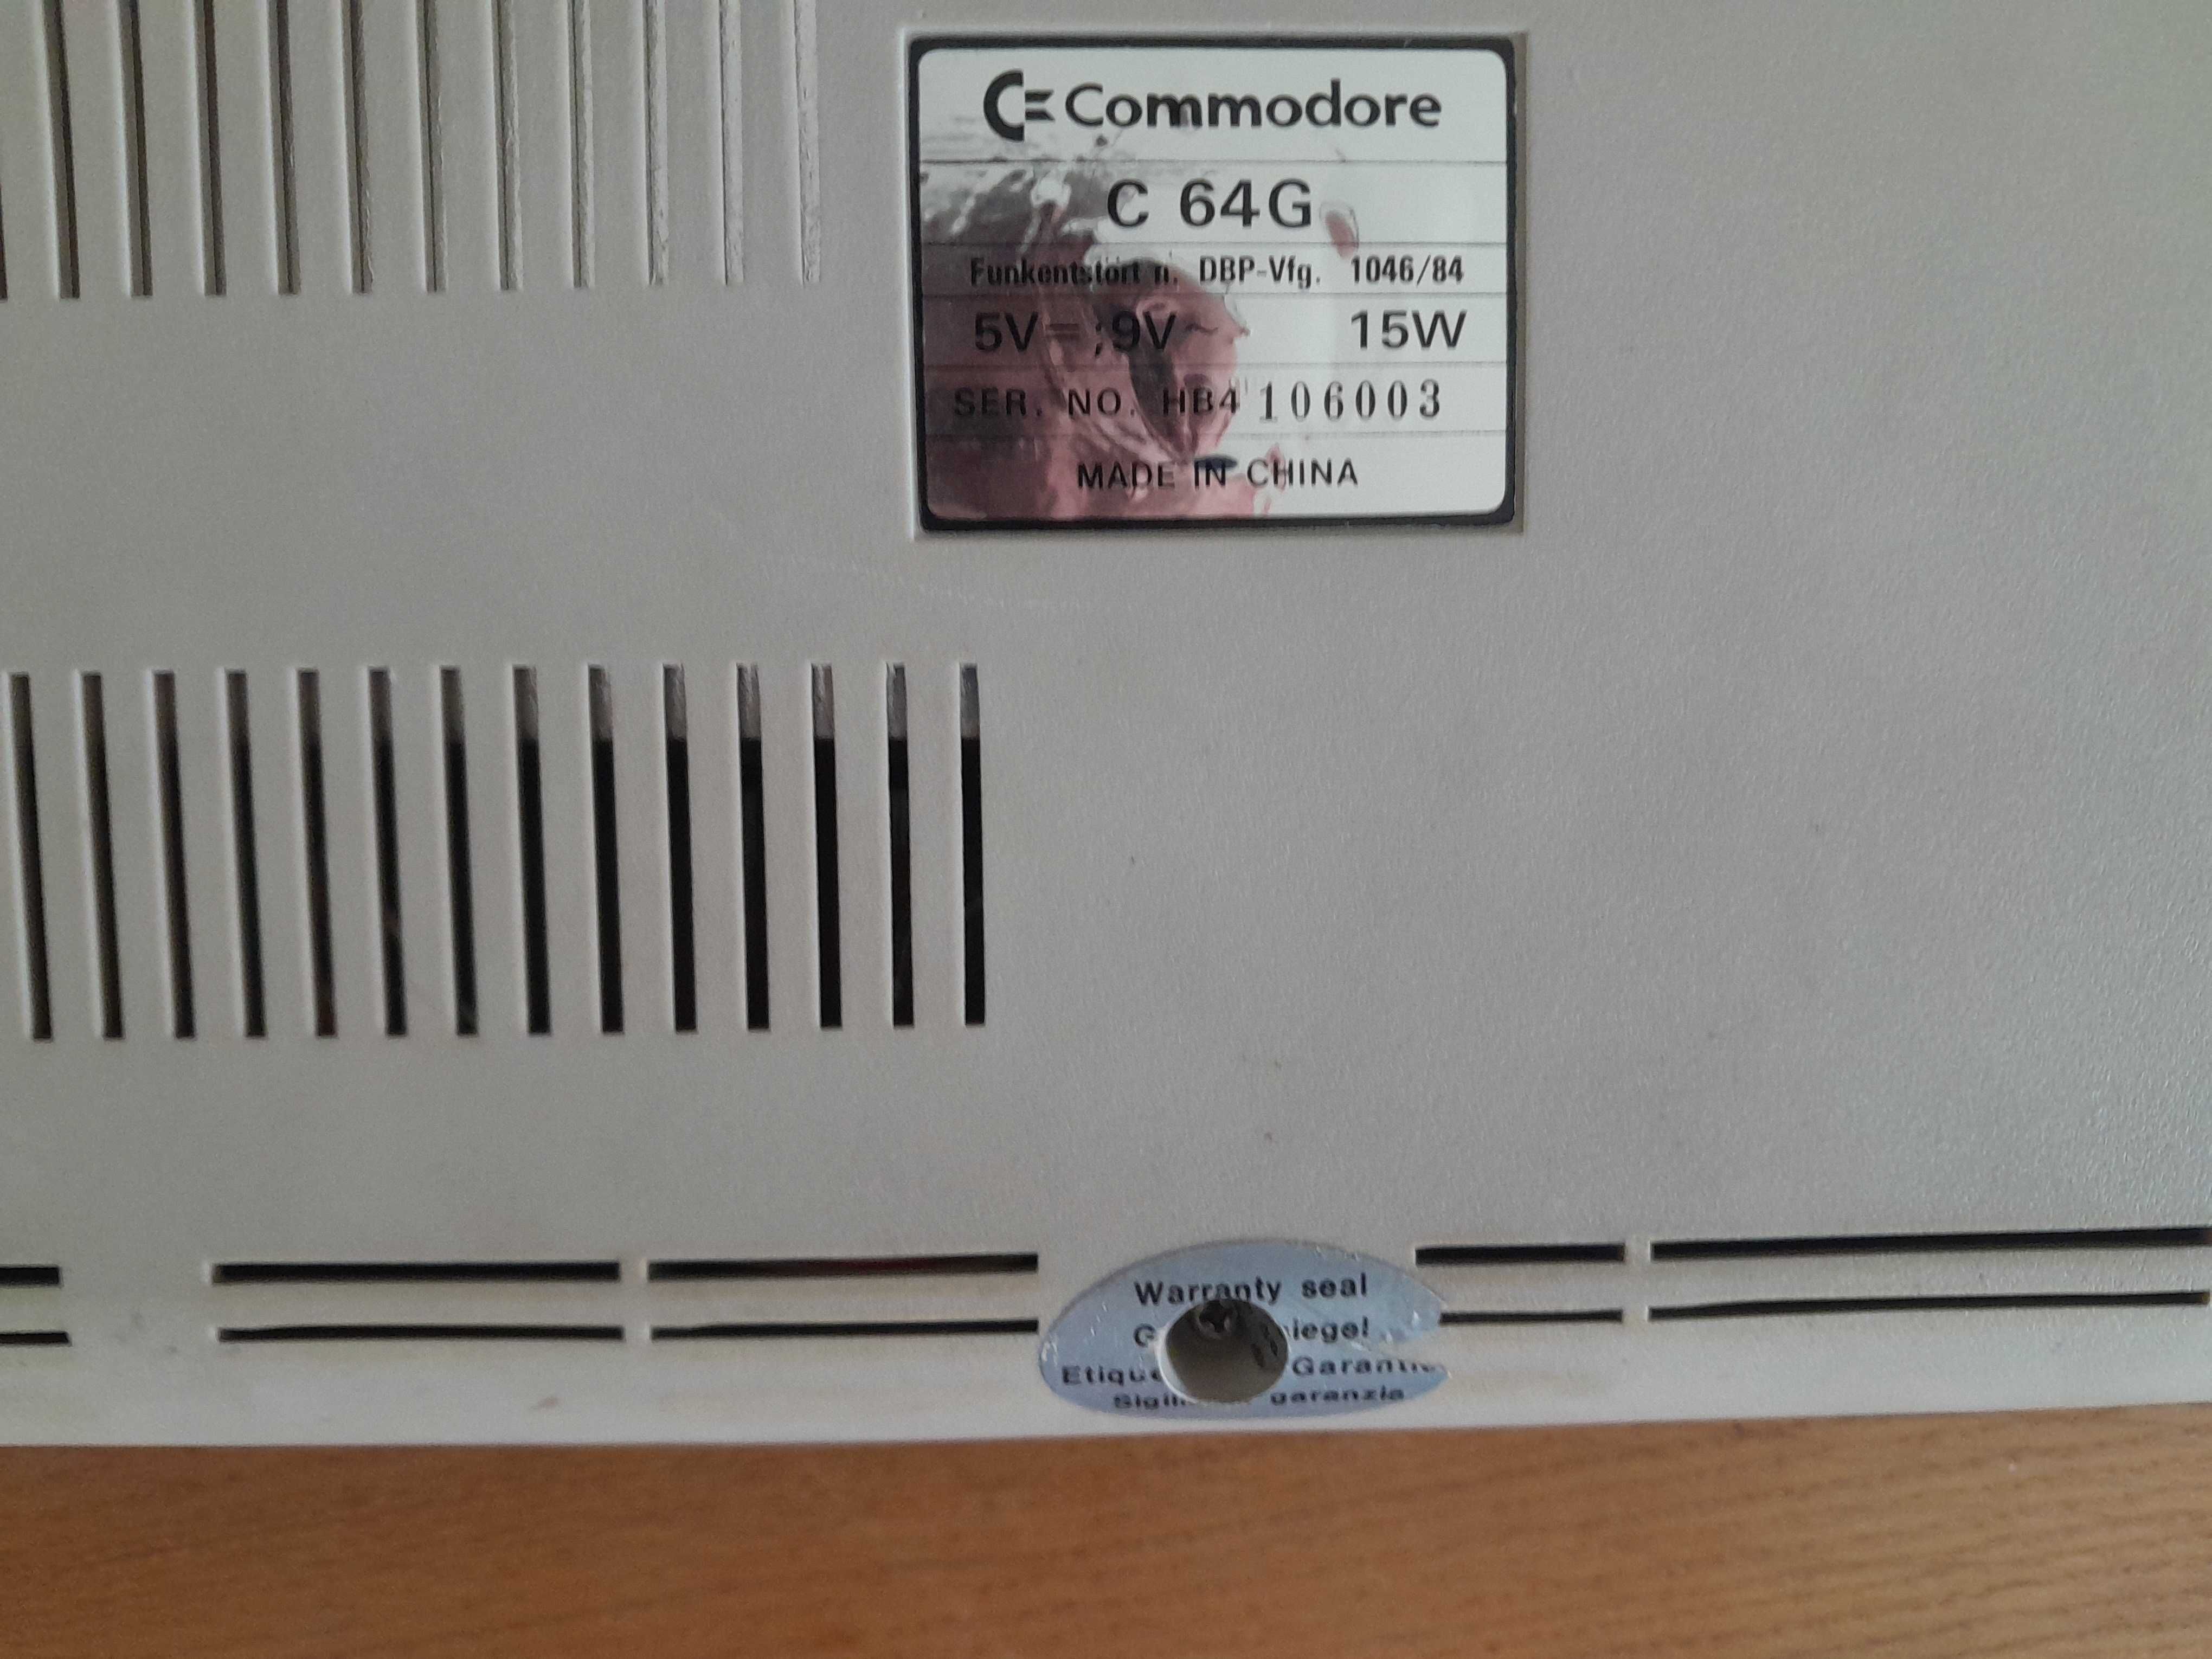 Commodore
C 64G
Funkentstört n. DBP-Vfg. 1046/84
5V⎓;9V~ 15W
SER. NO. HB4 106003
MADE IN CHINA
Warranty seal
Garantie
garanzia